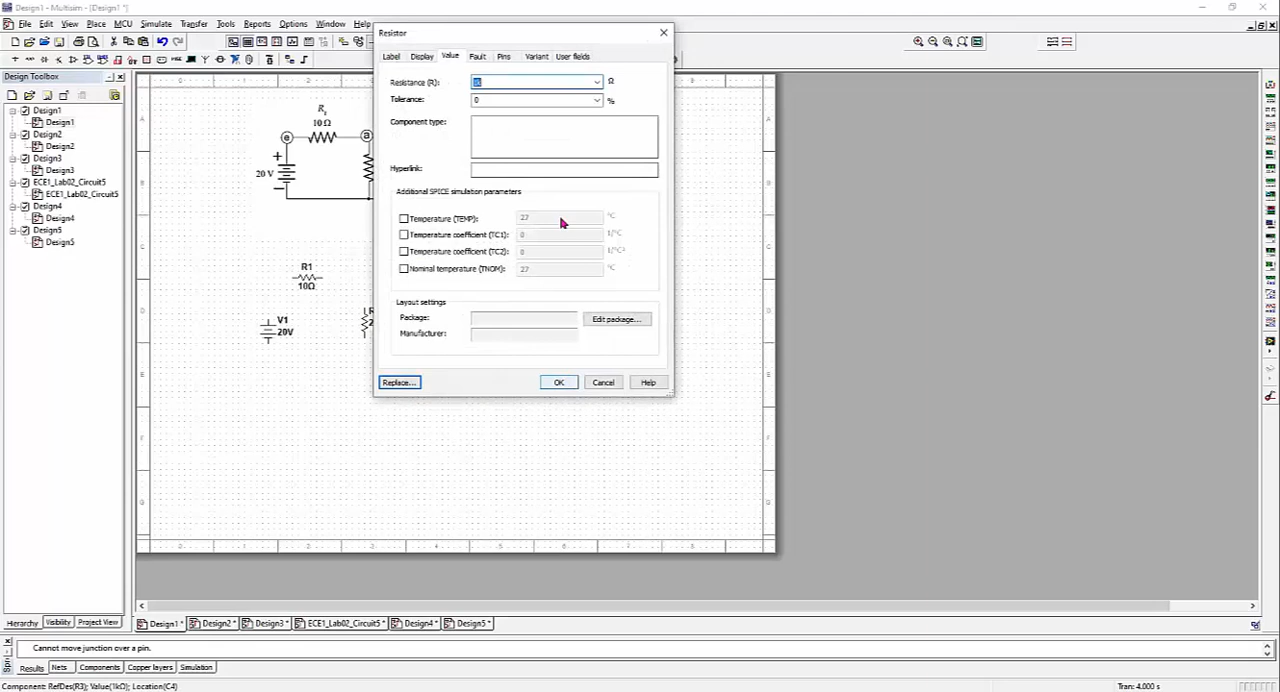 Design1 - Multisim - [Design1 *]
File Edit View Place MCU Simulate Transfer Tools Reports Options Window Help
Design Toolbox
Design1
Design1
Design2
Design2
Design3
Design3
ECE1_Lab02_Circuit5
ECE1_Lab02_Circuit5
Design4
Design4
Design5
Design5
Hierarchy Visibility Project View
10Ω
e
a
20 V
+
R1
10Ω
V1
20V
Resistor
Label Display Value Fault Pins Variant User fields
Resistance (R): Ω
Tolerance: 0 %
Component type:
Hyperlink:
Additional SPICE simulation parameters
Temperature (TEMP): 27 °C
Temperature coefficient (TC1): 0 1/°C
Temperature coefficient (TC2): 0 1/°C²
Nominal temperature (TNOM): 27 °C
Layout settings
Package: Edit package...
Manufacturer:
Replace... OK Cancel Help
Design1 * Design2 * Design3 * ECE1_Lab02_Circuit5 * Design4 * Design5 *
Cannot move junction over a pin.
Results Nets Components Copper layers Simulation
Component: RefDes(R3); Value(1kΩ); Location(C4)
Tran: 4.000 s